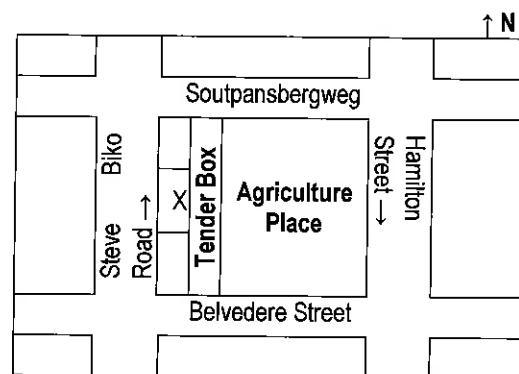 ↑ N
Soutpansbergweg
Steve Biko
Road →
X
Tender Box
Agriculture
Place
Hamilton
Street →
Belvedere Street